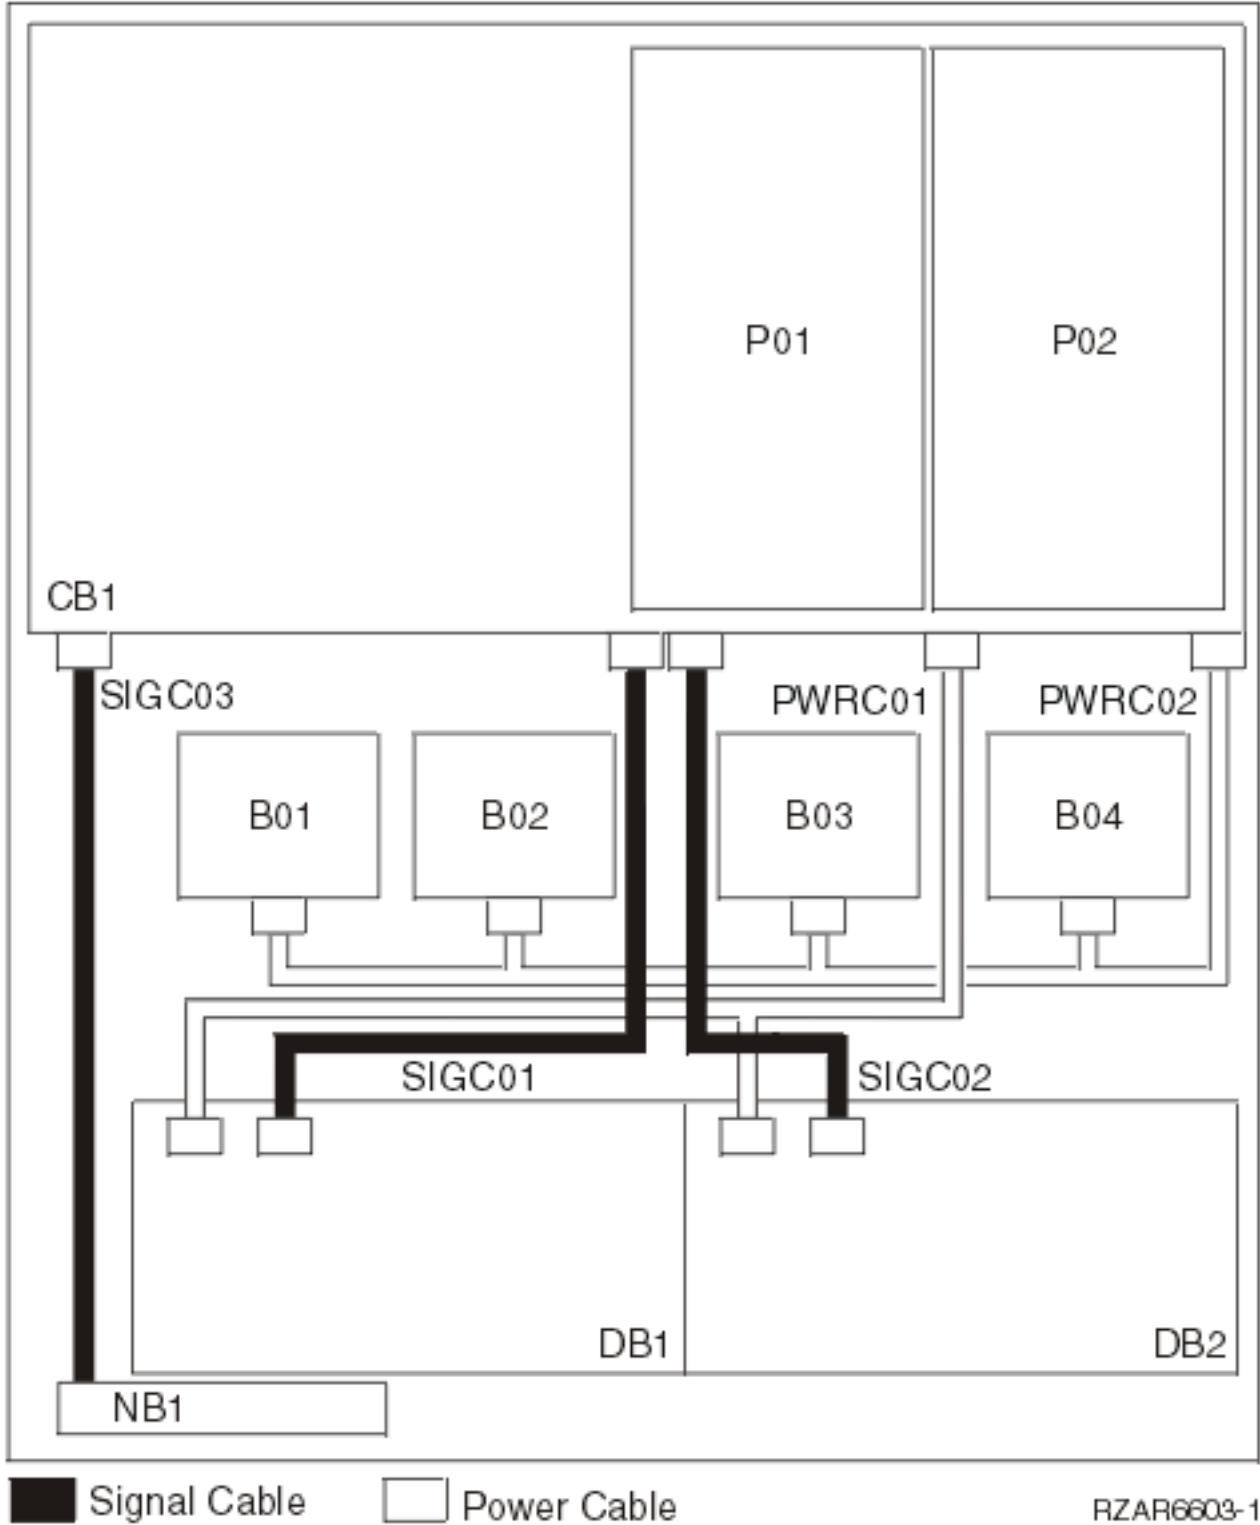 P01
P02
CB1
SIGC03
PWRC01
PWRC02
B01
B02
B03
B04
SIGC01
SIGC02
DB1
DB2
NB1
Signal Cable
Power Cable
RZAR6603-1